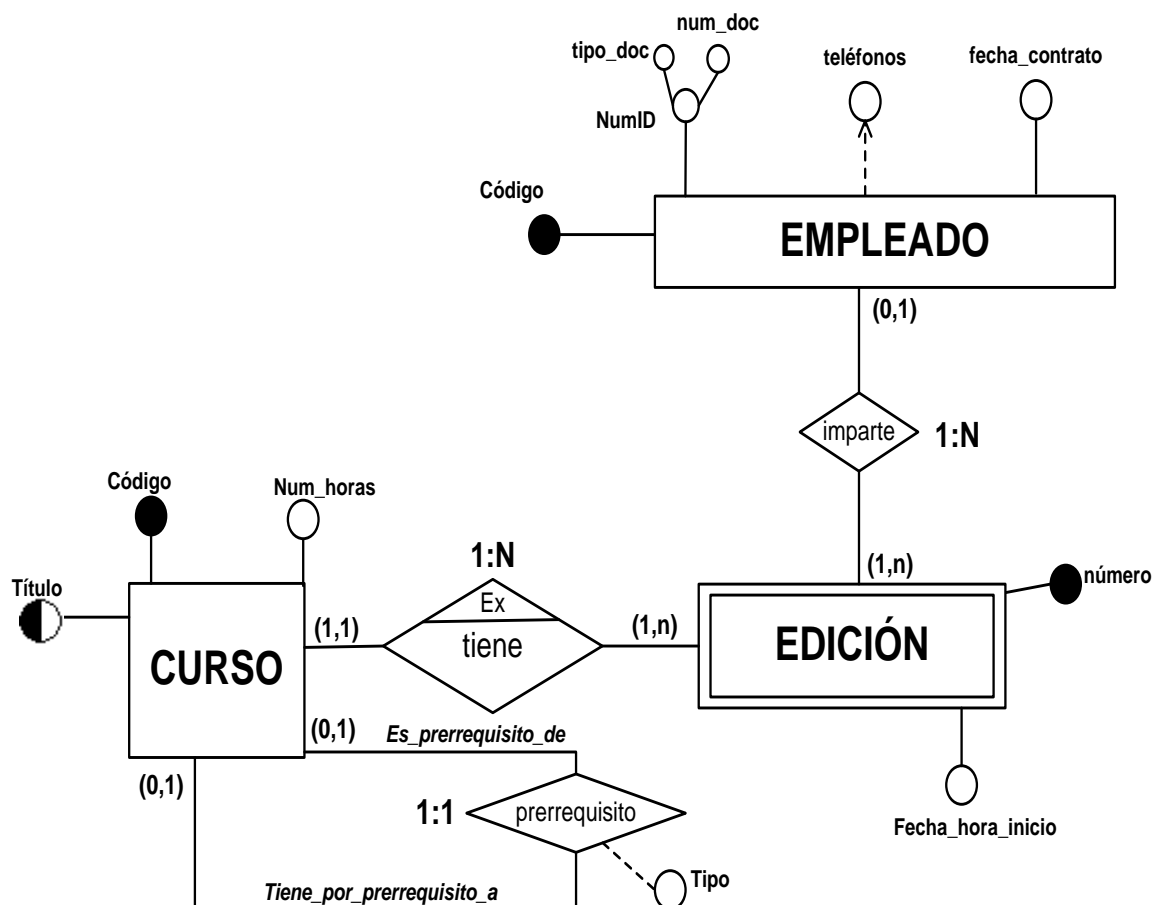 num_doc
tipo_doc
teléfonos
fecha_contrato
NumID
Código
EMPLEADO
(0,1)
imparte
1:N
Código
Num_horas
1:N
(1,n)
número
Título
Ex
(1,1)
tiene
(1,n)
EDICIÓN
CURSO
(0,1)
Es_prerrequisito_de
(0,1)
1:1
prerrequisito
Fecha_hora_inicio
Tiene_por_prerrequisito_a
Tipo